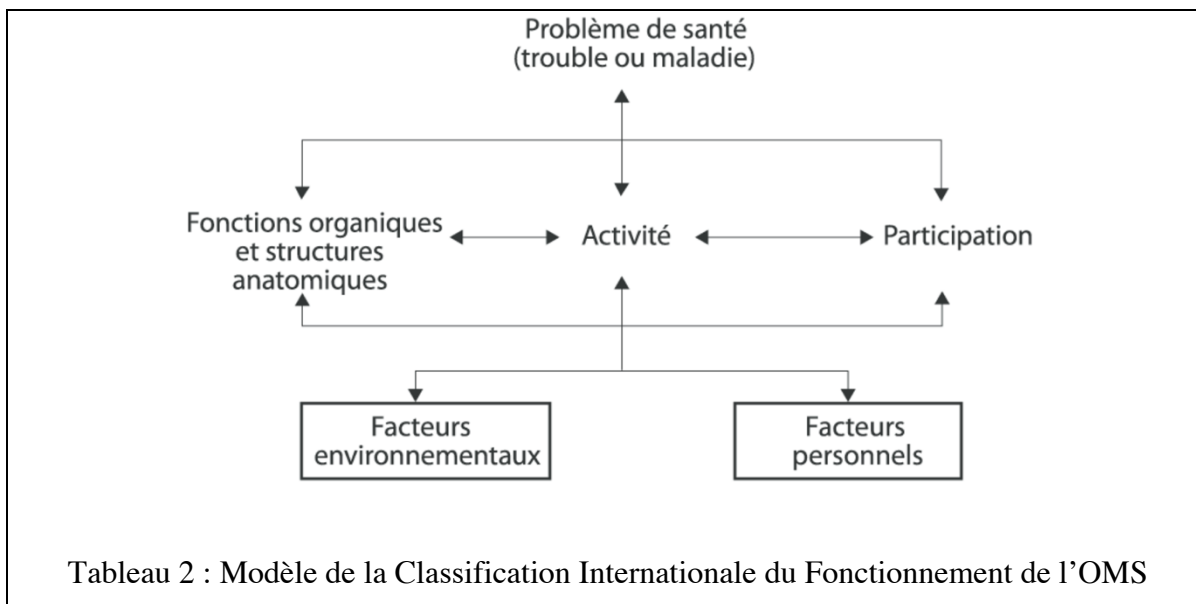 Problème de santé
(trouble ou maladie)
Fonctions organiques
et structures
anatomiques
Activité
Participation
Facteurs
environnementaux
Facteurs
personnels
Tableau 2 : Modèle de la Classification Internationale du Fonctionnement de l’OMS